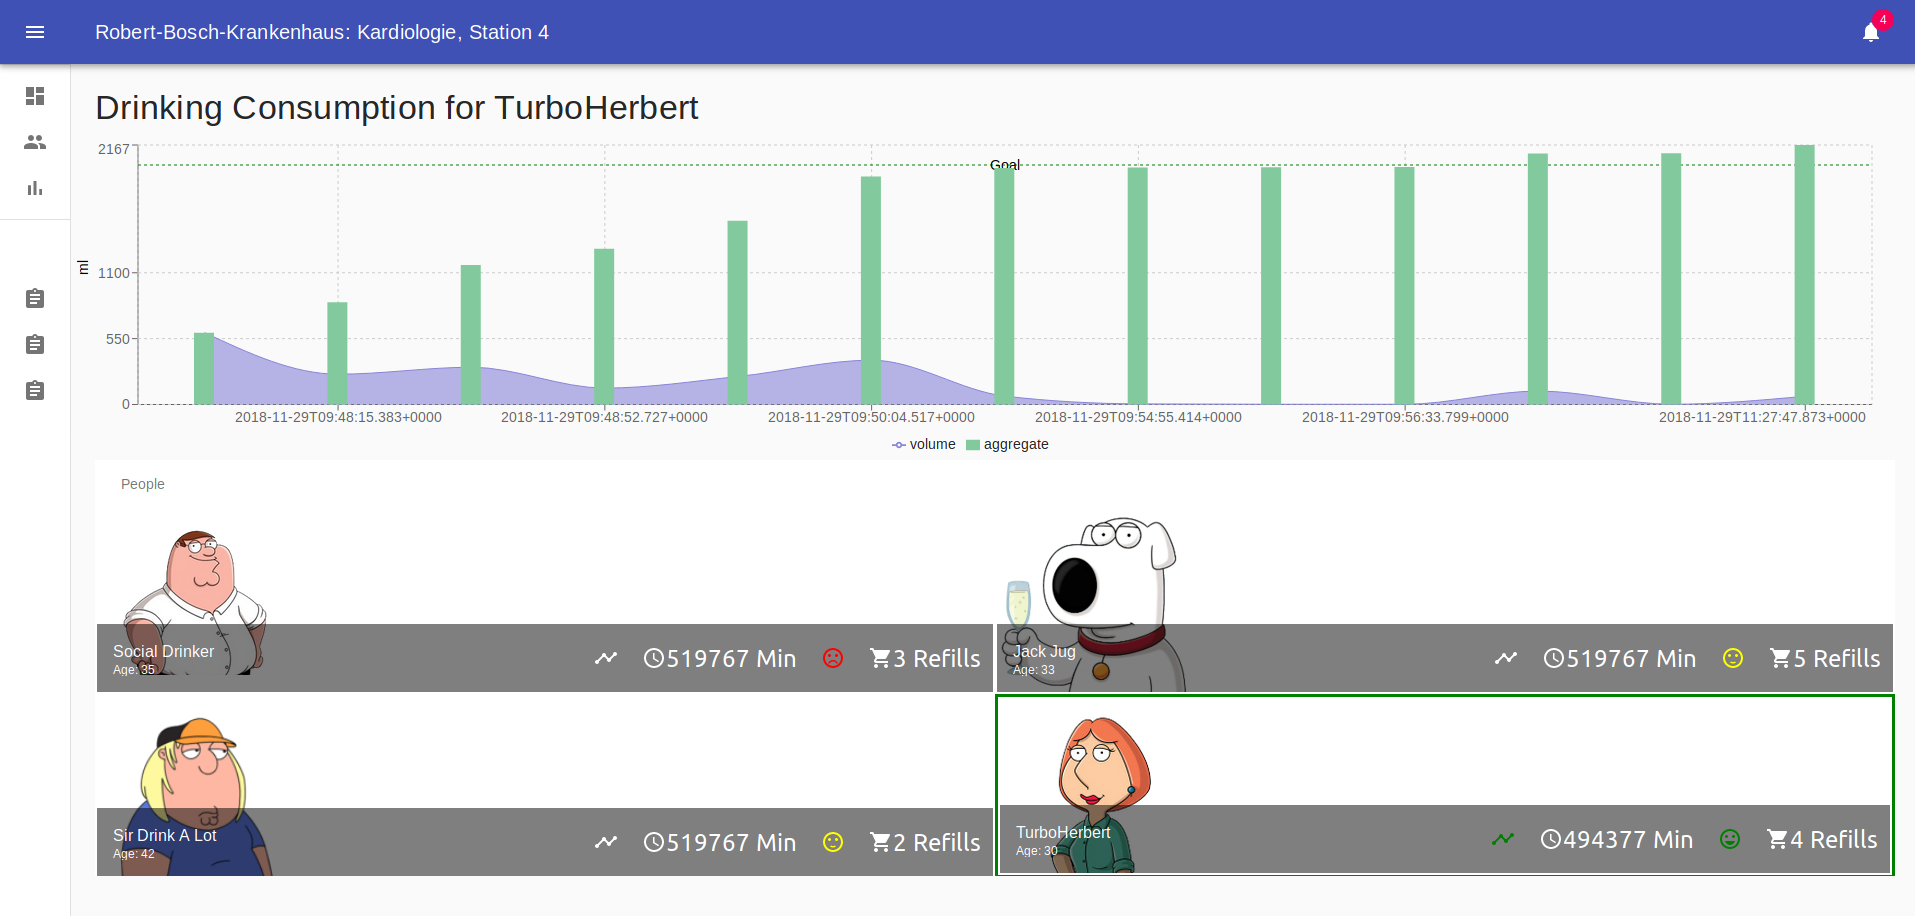 Robert-Bosch-Krankenhaus: Kardiologie, Station 4
4
Drinking Consumption for TurboHerbert
2167
Goal
ml
1100
550
0
2018-11-29T09:48:15.383+0000
2018-11-29T09:48:52.727+0000
2018-11-29T09:50:04.517+0000
2018-11-29T09:54:55.414+0000
2018-11-29T09:56:33.799+0000
2018-11-29T11:27:47.873+0000
volume
aggregate
People
Social Drinker
Age: 35
519767 Min
3 Refills
Jack Jug
Age: 33
519767 Min
5 Refills
Sir Drink A Lot
Age: 42
519767 Min
2 Refills
TurboHerbert
Age: 30
494377 Min
4 Refills